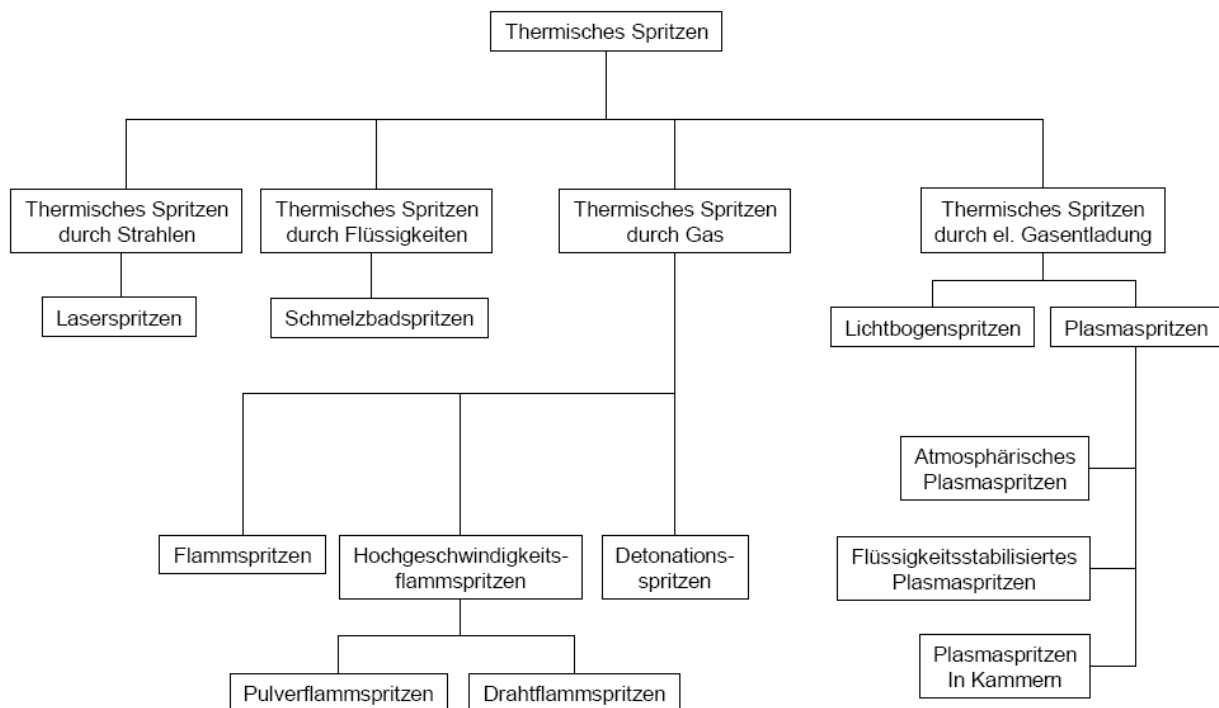 Thermisches Spritzen
Thermisches Spritzen
durch Strahlen
Thermisches Spritzen
durch Flüssigkeiten
Thermisches Spritzen
durch Gas
Thermisches Spritzen
durch el. Gasentladung
Laserspritzen
Schmelzbadspritzen
Lichtbogenspritzen
Plasmaspritzen
Atmosphärisches
Plasmaspritzen
Flüssigkeitsstabilisiertes
Plasmaspritzen
Plasmaspritzen
In Kammern
Flammspritzen
Hochgeschwindigkeits-
flammspritzen
Detonations-
spritzen
Pulverflammspritzen
Drahtflammspritzen